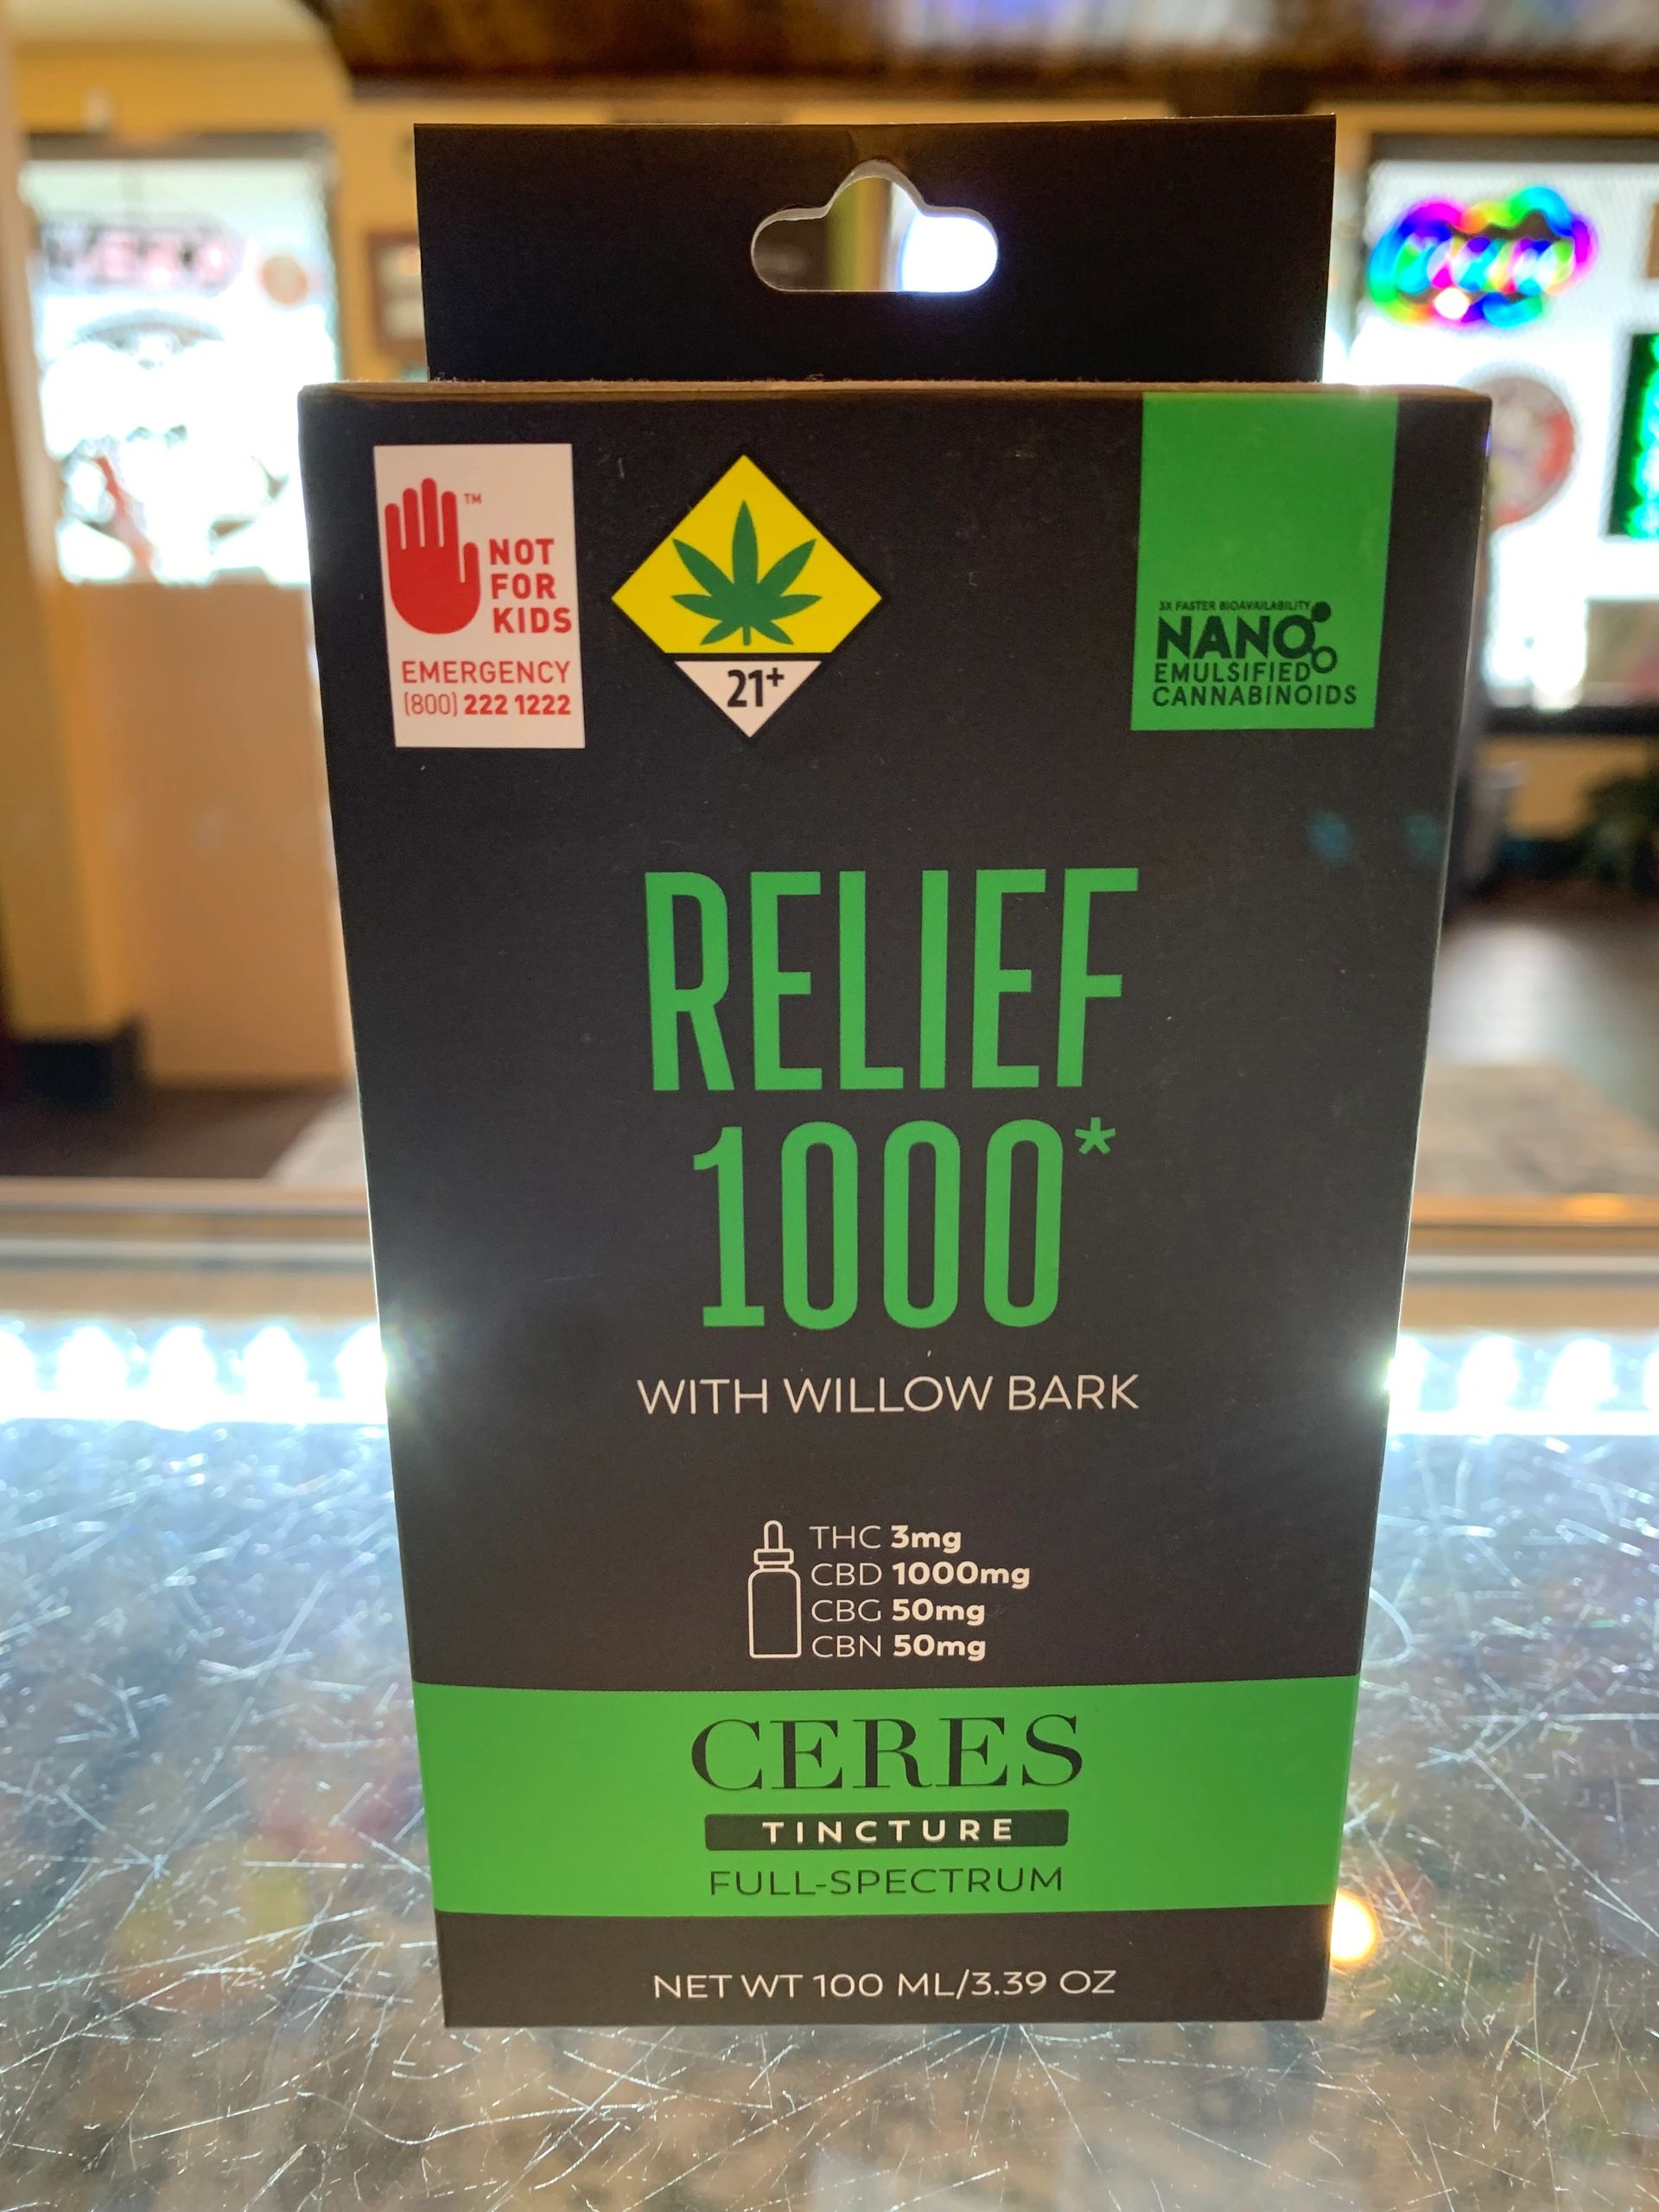 ™
NOT
FOR
KIDS
EMERGENCY
(800) 222 1222
21+
3X FASTER BIOAVAILABILITY
NANO
EMULSIFIED
CANNABINOIDS
RELIEF
1000*
WITH WILLOW BARK
THC 3mg
CBD 1000mg
CBG 50mg
CBN 50mg
CERES
TINCTURE
FULL-SPECTRUM
NET WT 100 ML/3.39 OZ